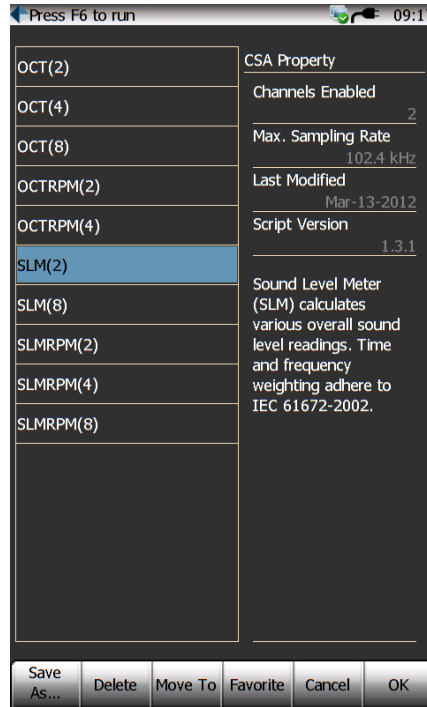 Press F6 to run
09:1
OCT(2)
OCT(4)
OCT(8)
OCTRPM(2)
OCTRPM(4)
SLM(2)
SLM(8)
SLMRPM(2)
SLMRPM(4)
SLMRPM(8)
CSA Property
Channels Enabled
2
Max. Sampling Rate
102.4 kHz
Last Modified
Mar-13-2012
Script Version
1.3.1
Sound Level Meter
(SLM) calculates
various overall sound
level readings. Time
and frequency
weighting adhere to
IEC 61672-2002.
Save
As...
Delete
Move To
Favorite
Cancel
OK